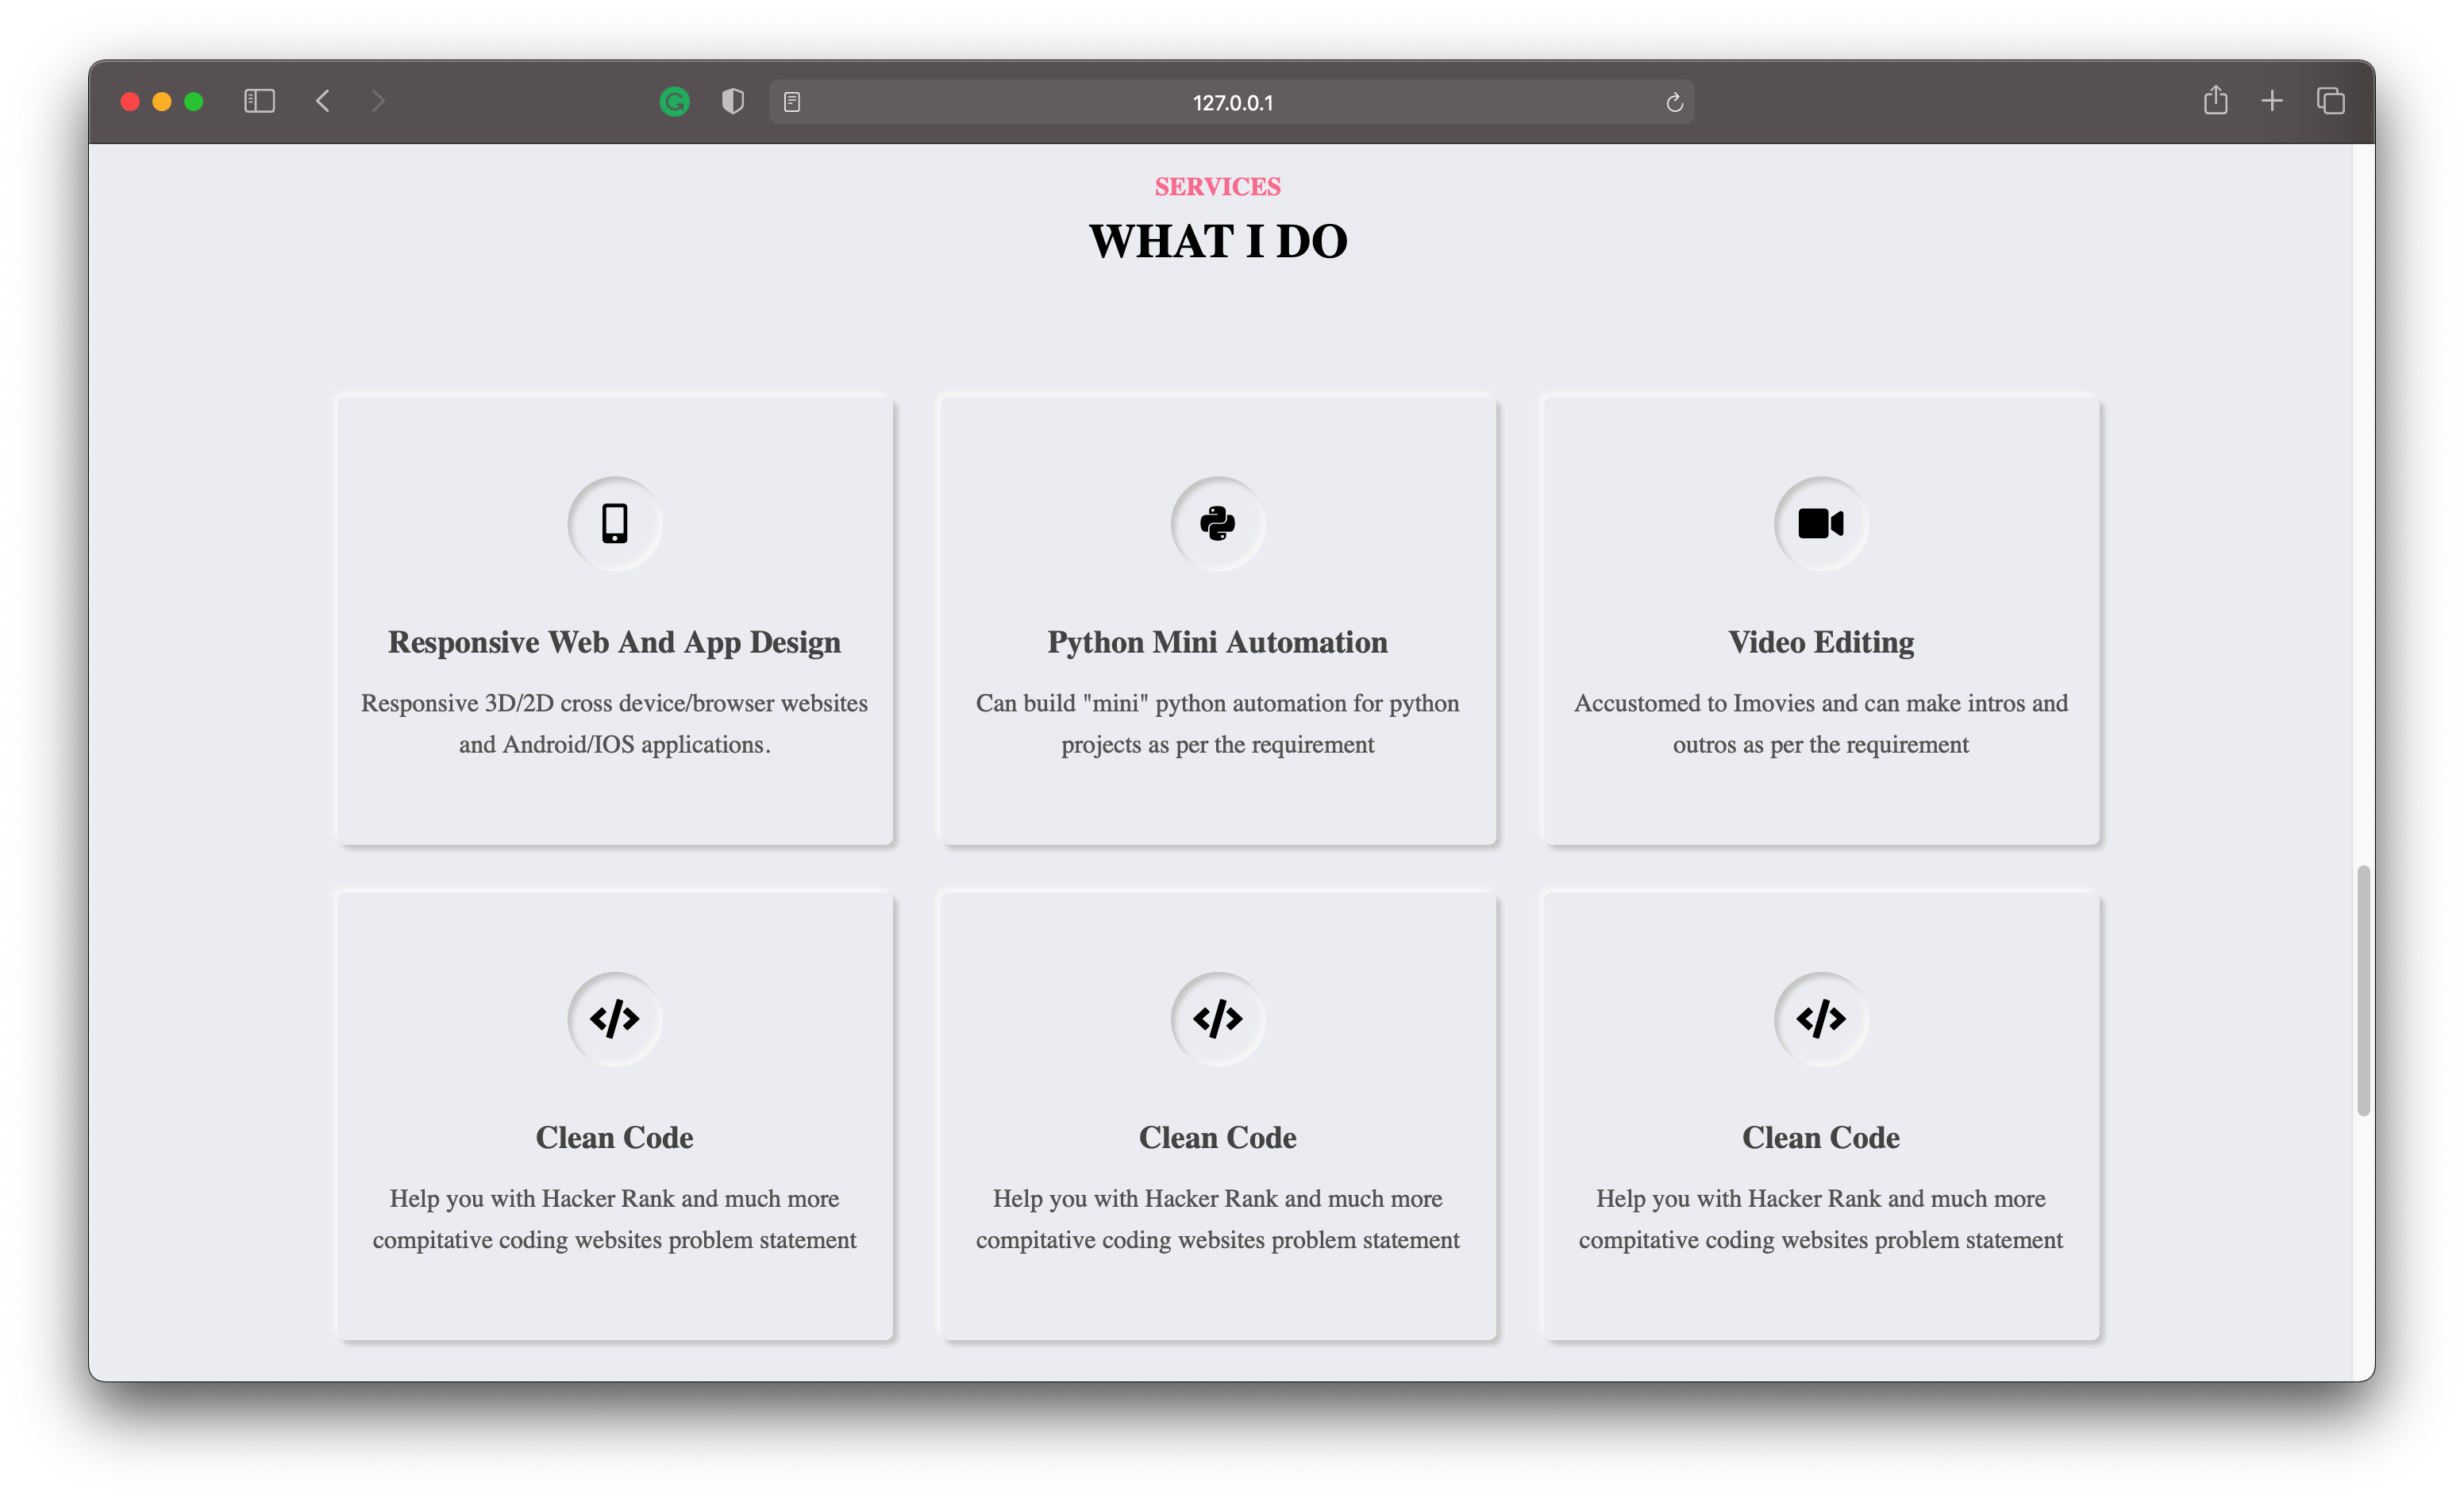 127.0.0.1
SERVICES
WHAT I DO
Responsive Web And App Design
Responsive 3D/2D cross device/browser websites
and Android/IOS applications.
Python Mini Automation
Can build "mini" python automation for python
projects as per the requirement
Video Editing
Accustomed to Imovies and can make intros and
outros as per the requirement
Clean Code
Help you with Hacker Rank and much more
compitative coding websites problem statement
Clean Code
Help you with Hacker Rank and much more
compitative coding websites problem statement
Clean Code
Help you with Hacker Rank and much more
compitative coding websites problem statement